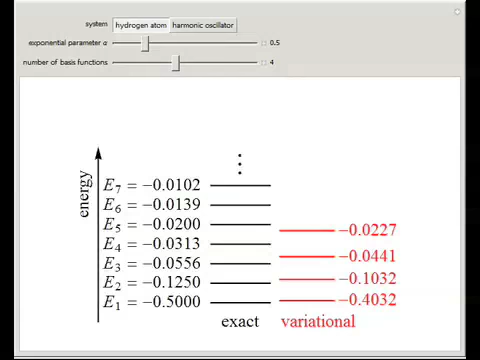 system hydrogen atom harmonic oscillator
exponential parameter α 0.5
number of basis functions 4
energy
E7 = −0.0102
E6 = −0.0139
E5 = −0.0200 −0.0227
E4 = −0.0313 −0.0441
E3 = −0.0556 −0.1032
E2 = −0.1250
E1 = −0.5000 −0.4032
exact variational